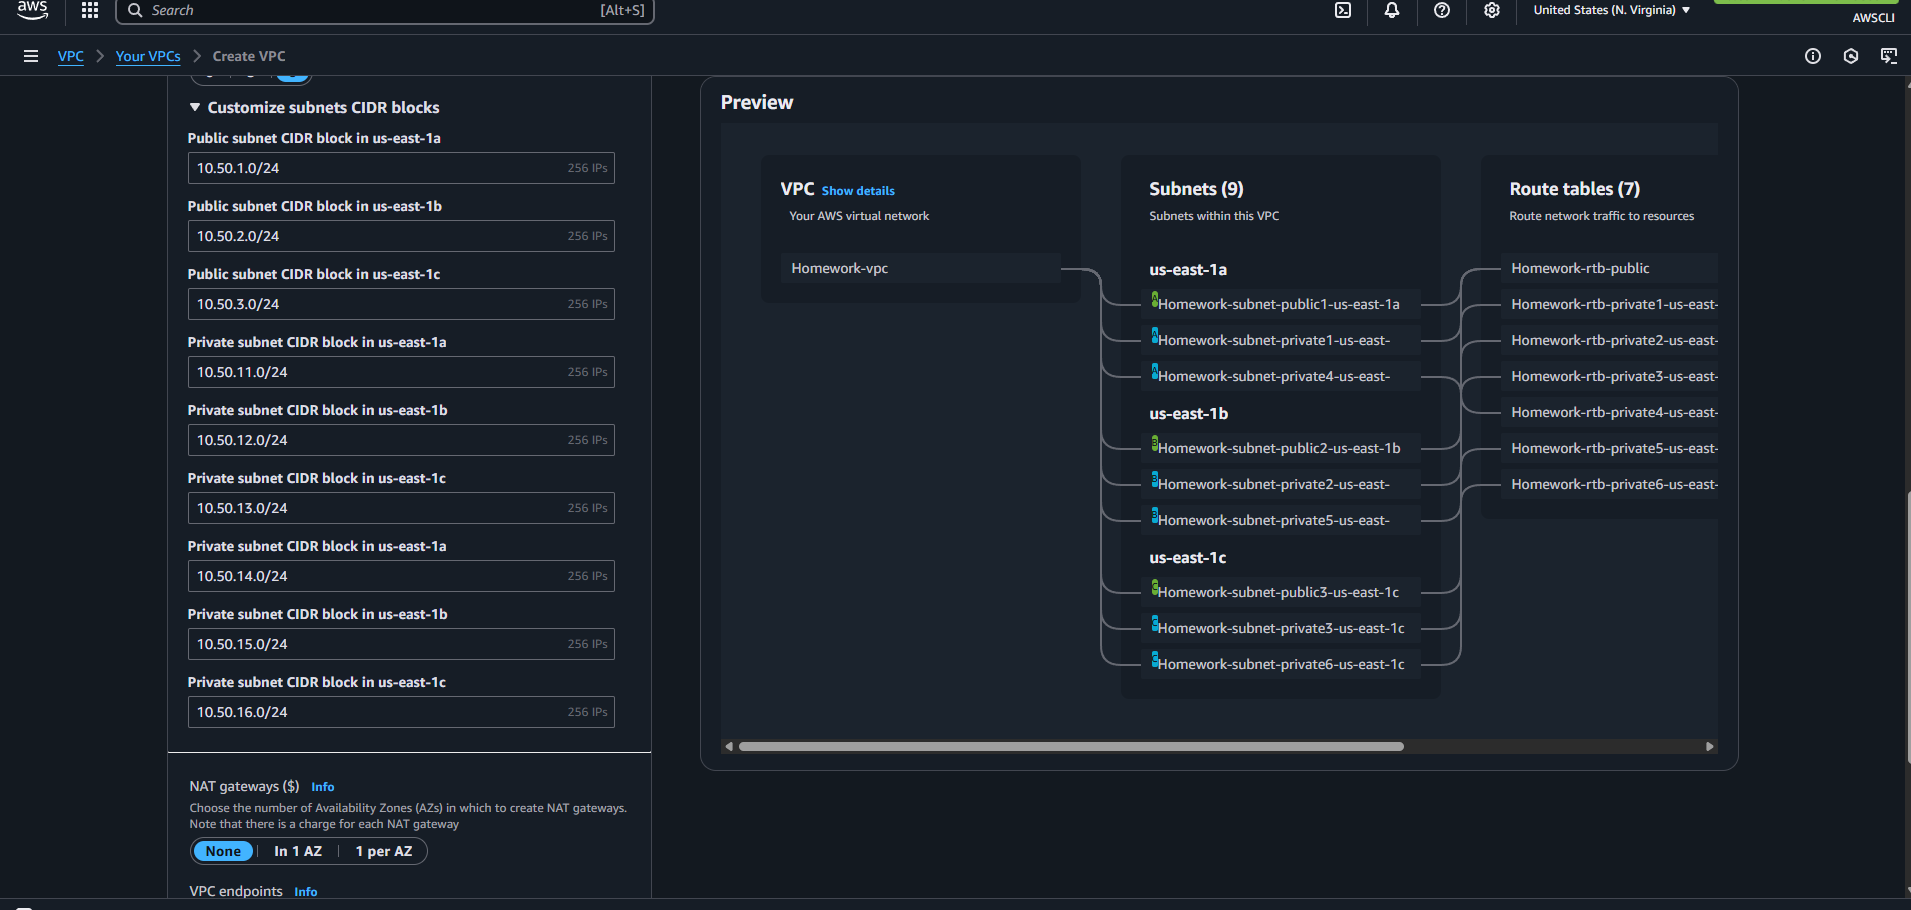 aws
Search
[Alt+S]
United States (N. Virginia)
AWSCLI
VPC
Your VPCs
Create VPC
Customize subnets CIDR blocks
Public subnet CIDR block in us-east-1a
10.50.1.0/24
256 IPs
Public subnet CIDR block in us-east-1b
10.50.2.0/24
256 IPs
Public subnet CIDR block in us-east-1c
10.50.3.0/24
256 IPs
Private subnet CIDR block in us-east-1a
10.50.11.0/24
256 IPs
Private subnet CIDR block in us-east-1b
10.50.12.0/24
256 IPs
Private subnet CIDR block in us-east-1c
10.50.13.0/24
256 IPs
Private subnet CIDR block in us-east-1a
10.50.14.0/24
256 IPs
Private subnet CIDR block in us-east-1b
10.50.15.0/24
256 IPs
Private subnet CIDR block in us-east-1c
10.50.16.0/24
256 IPs
NAT gateways ($) Info
Choose the number of Availability Zones (AZs) in which to create NAT gateways.
Note that there is a charge for each NAT gateway
None
In 1 AZ
1 per AZ
VPC endpoints Info
Preview
VPC Show details
Your AWS virtual network
Homework-vpc
Subnets (9)
Subnets within this VPC
us-east-1a
A Homework-subnet-public1-us-east-1a
A Homework-subnet-private1-us-east-
A Homework-subnet-private4-us-east-
us-east-1b
B Homework-subnet-public2-us-east-1b
B Homework-subnet-private2-us-east-
B Homework-subnet-private5-us-east-
us-east-1c
C Homework-subnet-public3-us-east-1c
C Homework-subnet-private3-us-east-1c
C Homework-subnet-private6-us-east-1c
Route tables (7)
Route network traffic to resources
Homework-rtb-public
Homework-rtb-private1-us-east-
Homework-rtb-private2-us-east-
Homework-rtb-private3-us-east-
Homework-rtb-private4-us-east-
Homework-rtb-private5-us-east-
Homework-rtb-private6-us-east-